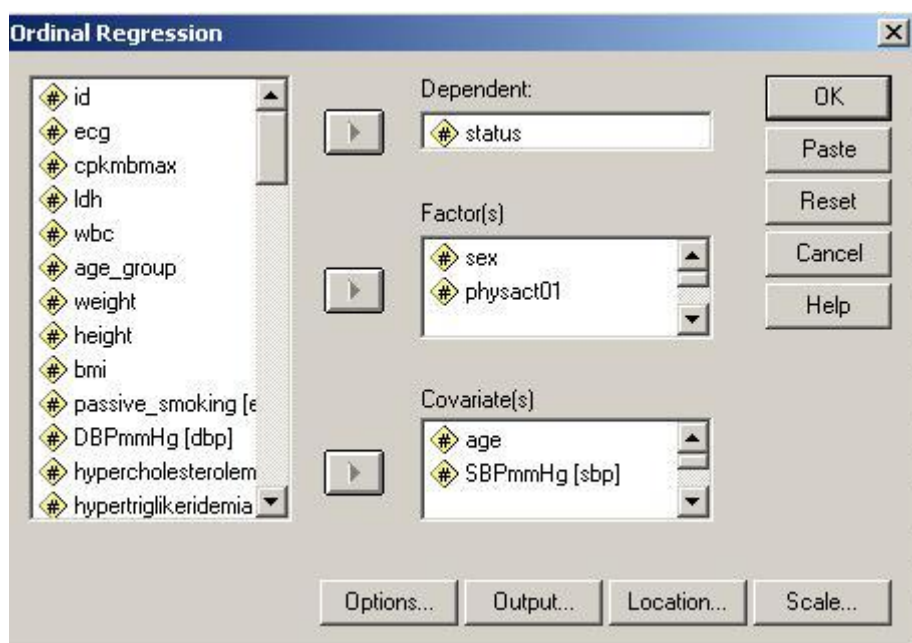 Ordinal Regression
id
ecg
cpkmbmax
ldh
wbc
age_group
weight
height
bmi
passive_smoking [e
DBPmmHg [dbp]
hypercholesterolem
hypertriglikeridemia
Dependent:
status
Factor(s)
sex
physact01
Covariate(s)
age
SBPmmHg [sbp]
OK
Paste
Reset
Cancel
Help
Options...
Output...
Location...
Scale...